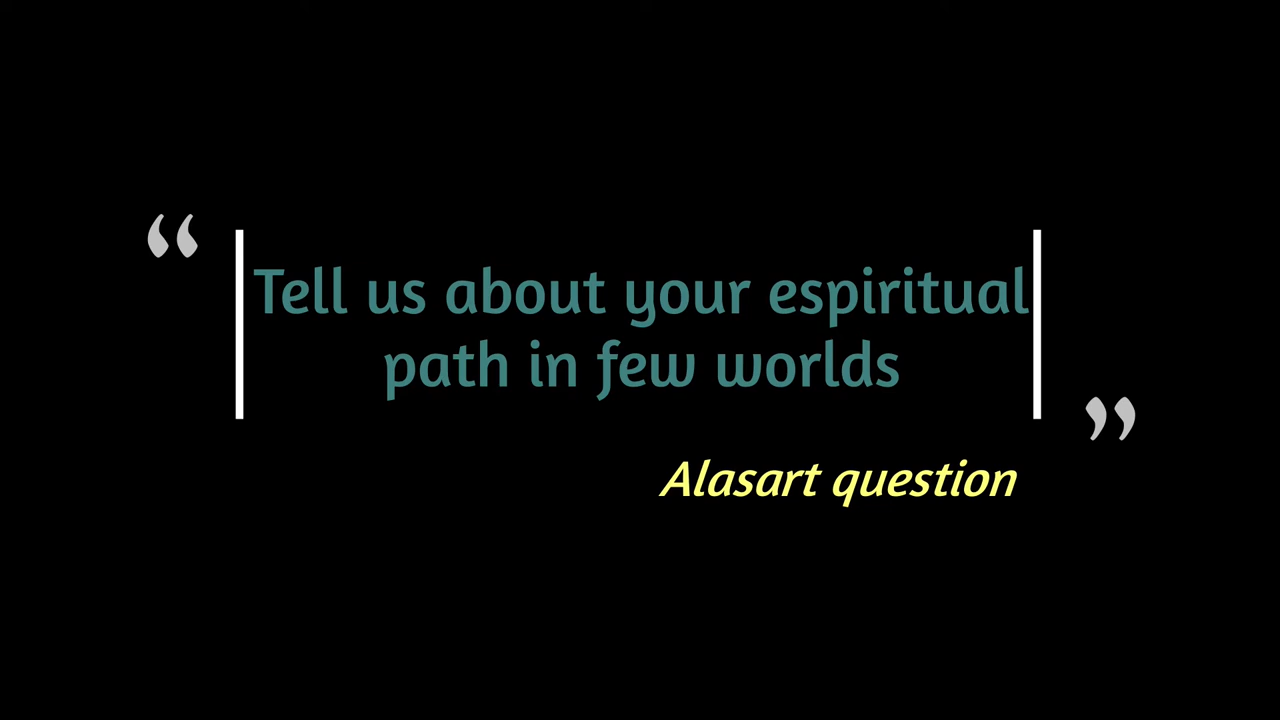 “
Tell us about your espiritual
path in few worlds
”
Alasart question